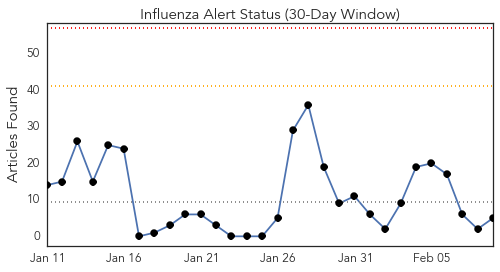 Influenza Alert Status (30-Day Window)
Articles Found
50
40
30
20
10
0
Jan 11 Jan 16 Jan 21 Jan 26 Jan 31 Feb 05